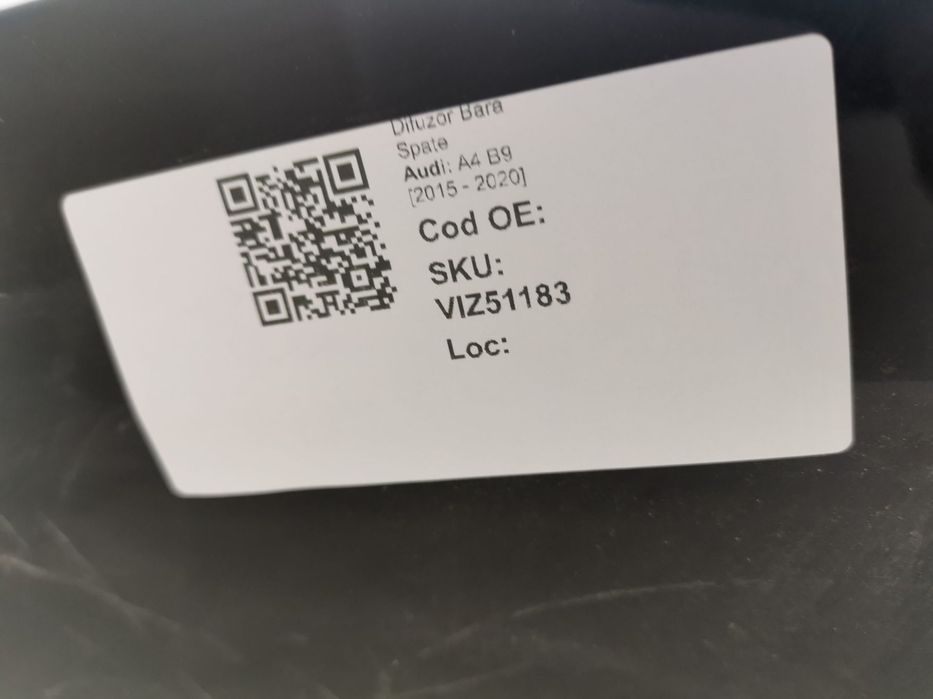 Difuzor Bara
Spate
Audi: A4 B9
[2015 - 2020]
Cod OE:
SKU:
VIZ51183
Loc: